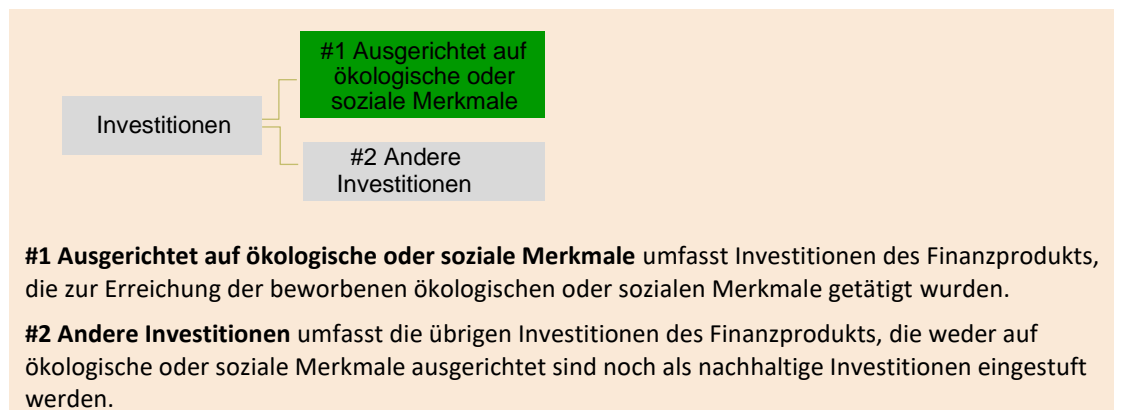 #1 Ausgerichtet auf
ökologische oder
soziale Merkmale
Investitionen
#2 Andere
Investitionen
#1 Ausgerichtet auf ökologische oder soziale Merkmale umfasst Investitionen des Finanzprodukts,
die zur Erreichung der beworbenen ökologischen oder sozialen Merkmale getätigt wurden.
#2 Andere Investitionen umfasst die übrigen Investitionen des Finanzprodukts, die weder auf
ökologische oder soziale Merkmale ausgerichtet sind noch als nachhaltige Investitionen eingestuft
werden.